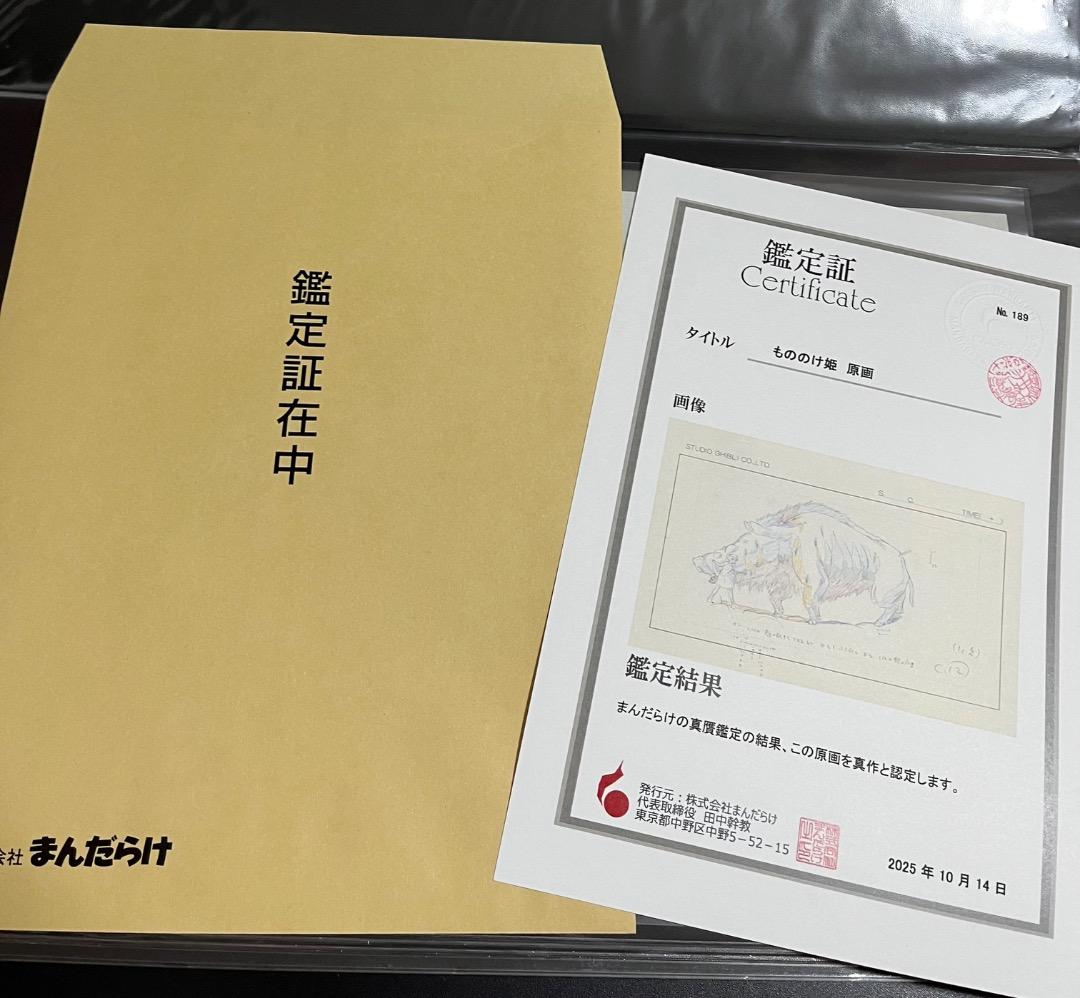 鑑定証在中
会社 まんだらけ
鑑定証
Certificate
№ 189
タイトル
もののけ姫 原画
画像
STUDIO GHIBLI CO.,LTD
S. C. TIME( + )
C.12
鑑定結果
まんだらけの真贋鑑定の結果、この原画を真作と認定します。
発行元：株式会社まんだらけ
代表取締役 田中幹教
東京都中野区中野5−52−15
2025 年 10 月 14 日